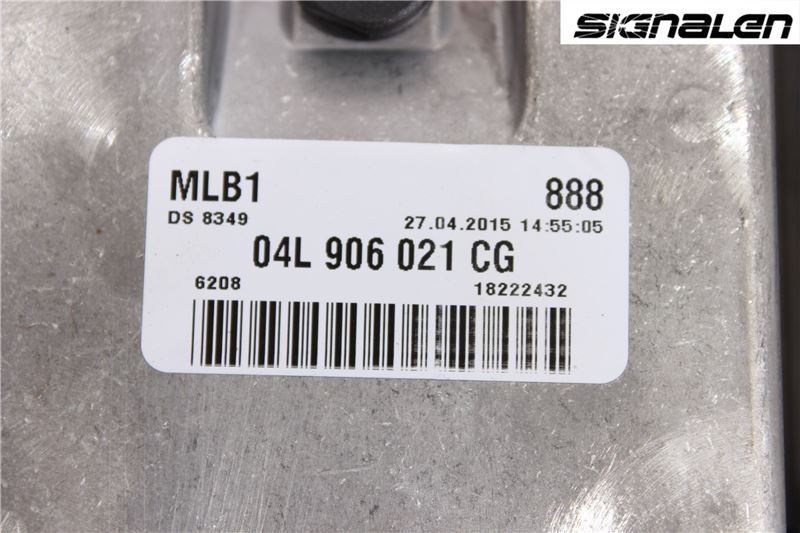 SIGNALEN
MLB1 888
DS 8349 27.04.2015 14:55:05
04L 906 021 CG
6208 18222432